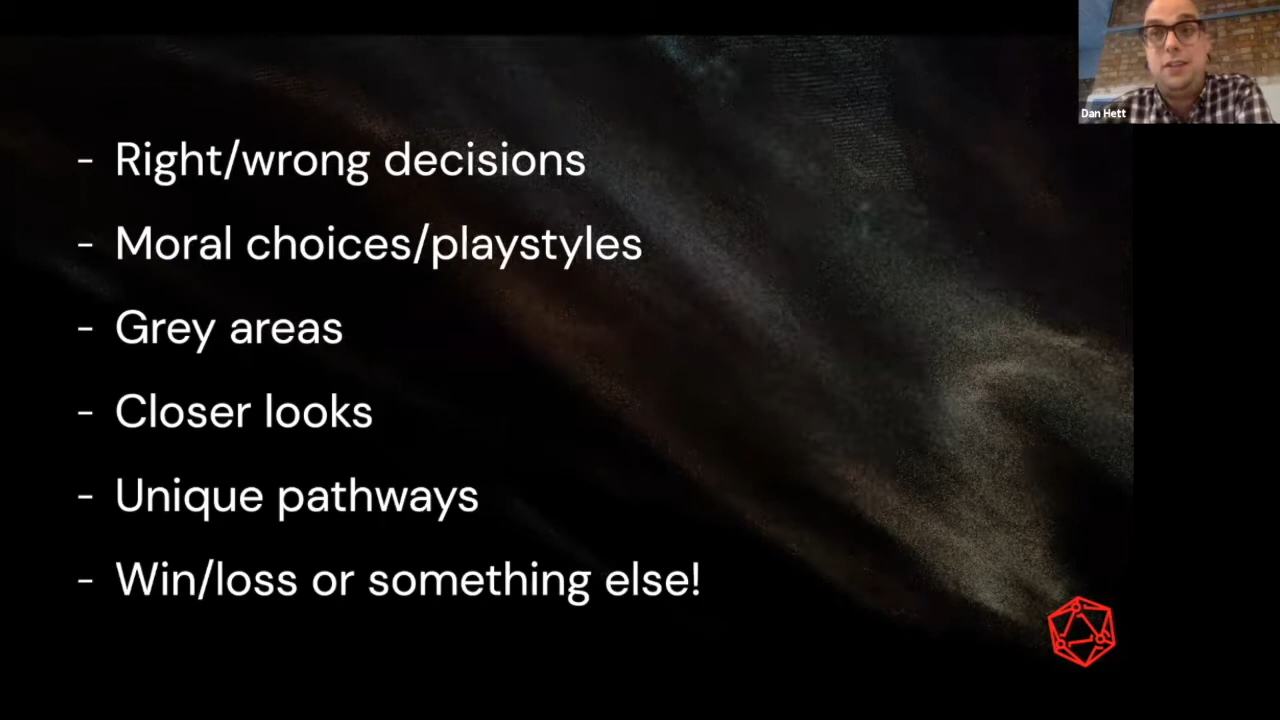 - Right/wrong decisions
- Moral choices/playstyles
- Grey areas
- Closer looks
- Unique pathways
- Win/loss or something else!
Dan Hett